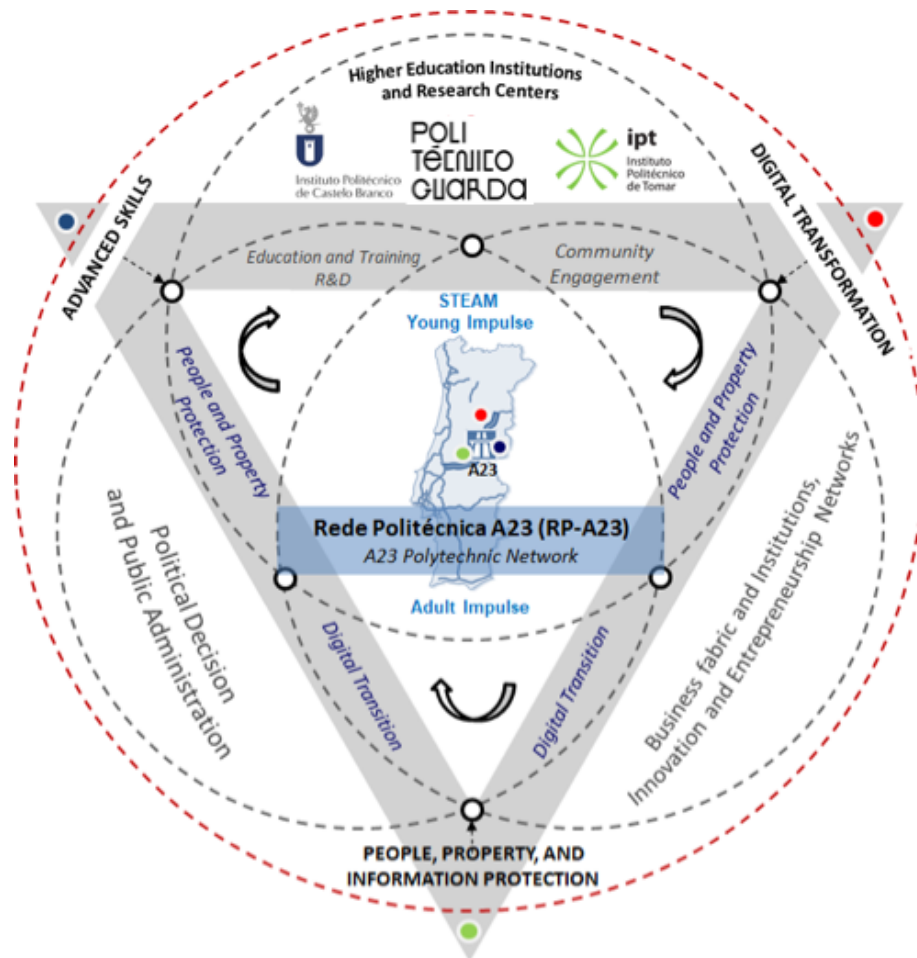 Higher Education Institutions
and Research Centers
Instituto Politécnico
de Castelo Branco
POLI
TÉCNICO
GUARDA
ipt
Instituto
Politécnico
de Tomar
ADVANCED SKILLS
DIGITAL TRANSFORMATION
Education and Training
R&D
Community
Engagement
STEAM
Young Impulse
People and Property
Protection
People and Property
Protection
A23
Rede Politécnica A23 (RP-A23)
A23 Polytechnic Network
Adult Impulse
Political Decision
and Public Administration
Digital Transition
Digital Transition
Business fabric and Institutions,
Innovation and Entrepreneurship Networks
PEOPLE, PROPERTY, AND
INFORMATION PROTECTION